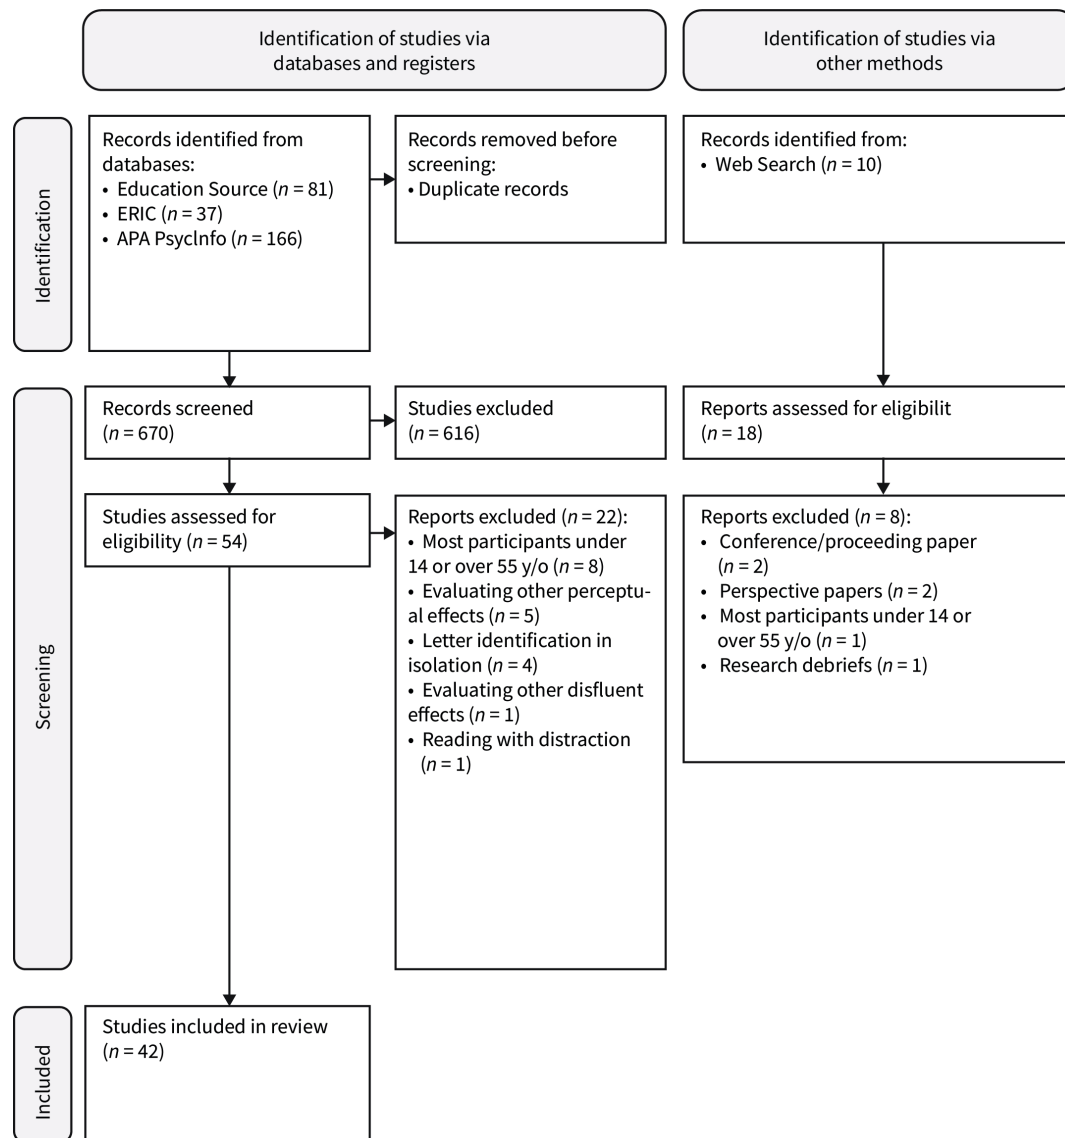 Identification of studies via
databases and registers
Identification of studies via
other methods
Identification
Records identified from
databases:
• Education Source (n = 81)
• ERIC (n = 37)
• APA PsycInfo (n = 166)
Records removed before
screening:
• Duplicate records
Records identified from:
• Web Search (n = 10)
Screening
Records screened
(n = 670)
Studies excluded
(n = 616)
Reports assessed for eligibilit
(n = 18)
Studies assessed for
eligibility (n = 54)
Reports excluded (n = 22):
• Most participants under
14 or over 55 y/o (n = 8)
• Evaluating other perceptu-
al effects (n = 5)
• Letter identification in
isolation (n = 4)
• Evaluating other disfluent
effects (n = 1)
• Reading with distraction
(n = 1)
Reports excluded (n = 8):
• Conference/proceeding paper
(n = 2)
• Perspective papers (n = 2)
• Most participants under 14 or
over 55 y/o (n = 1)
• Research debriefs (n = 1)
Included
Studies included in review
(n = 42)